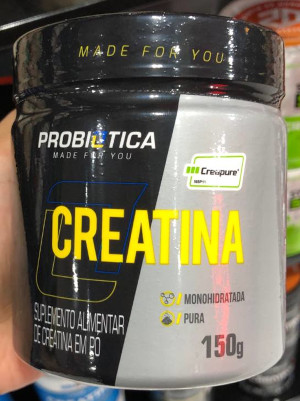 MADE FOR YOU
PROBIÓTICA
MADE FOR YOU
Creapure®
CREATINA
MONOHIDRATADA
PURA
SUPLEMENTO ALIMENTAR
DE CREATINA EM PÓ
150g